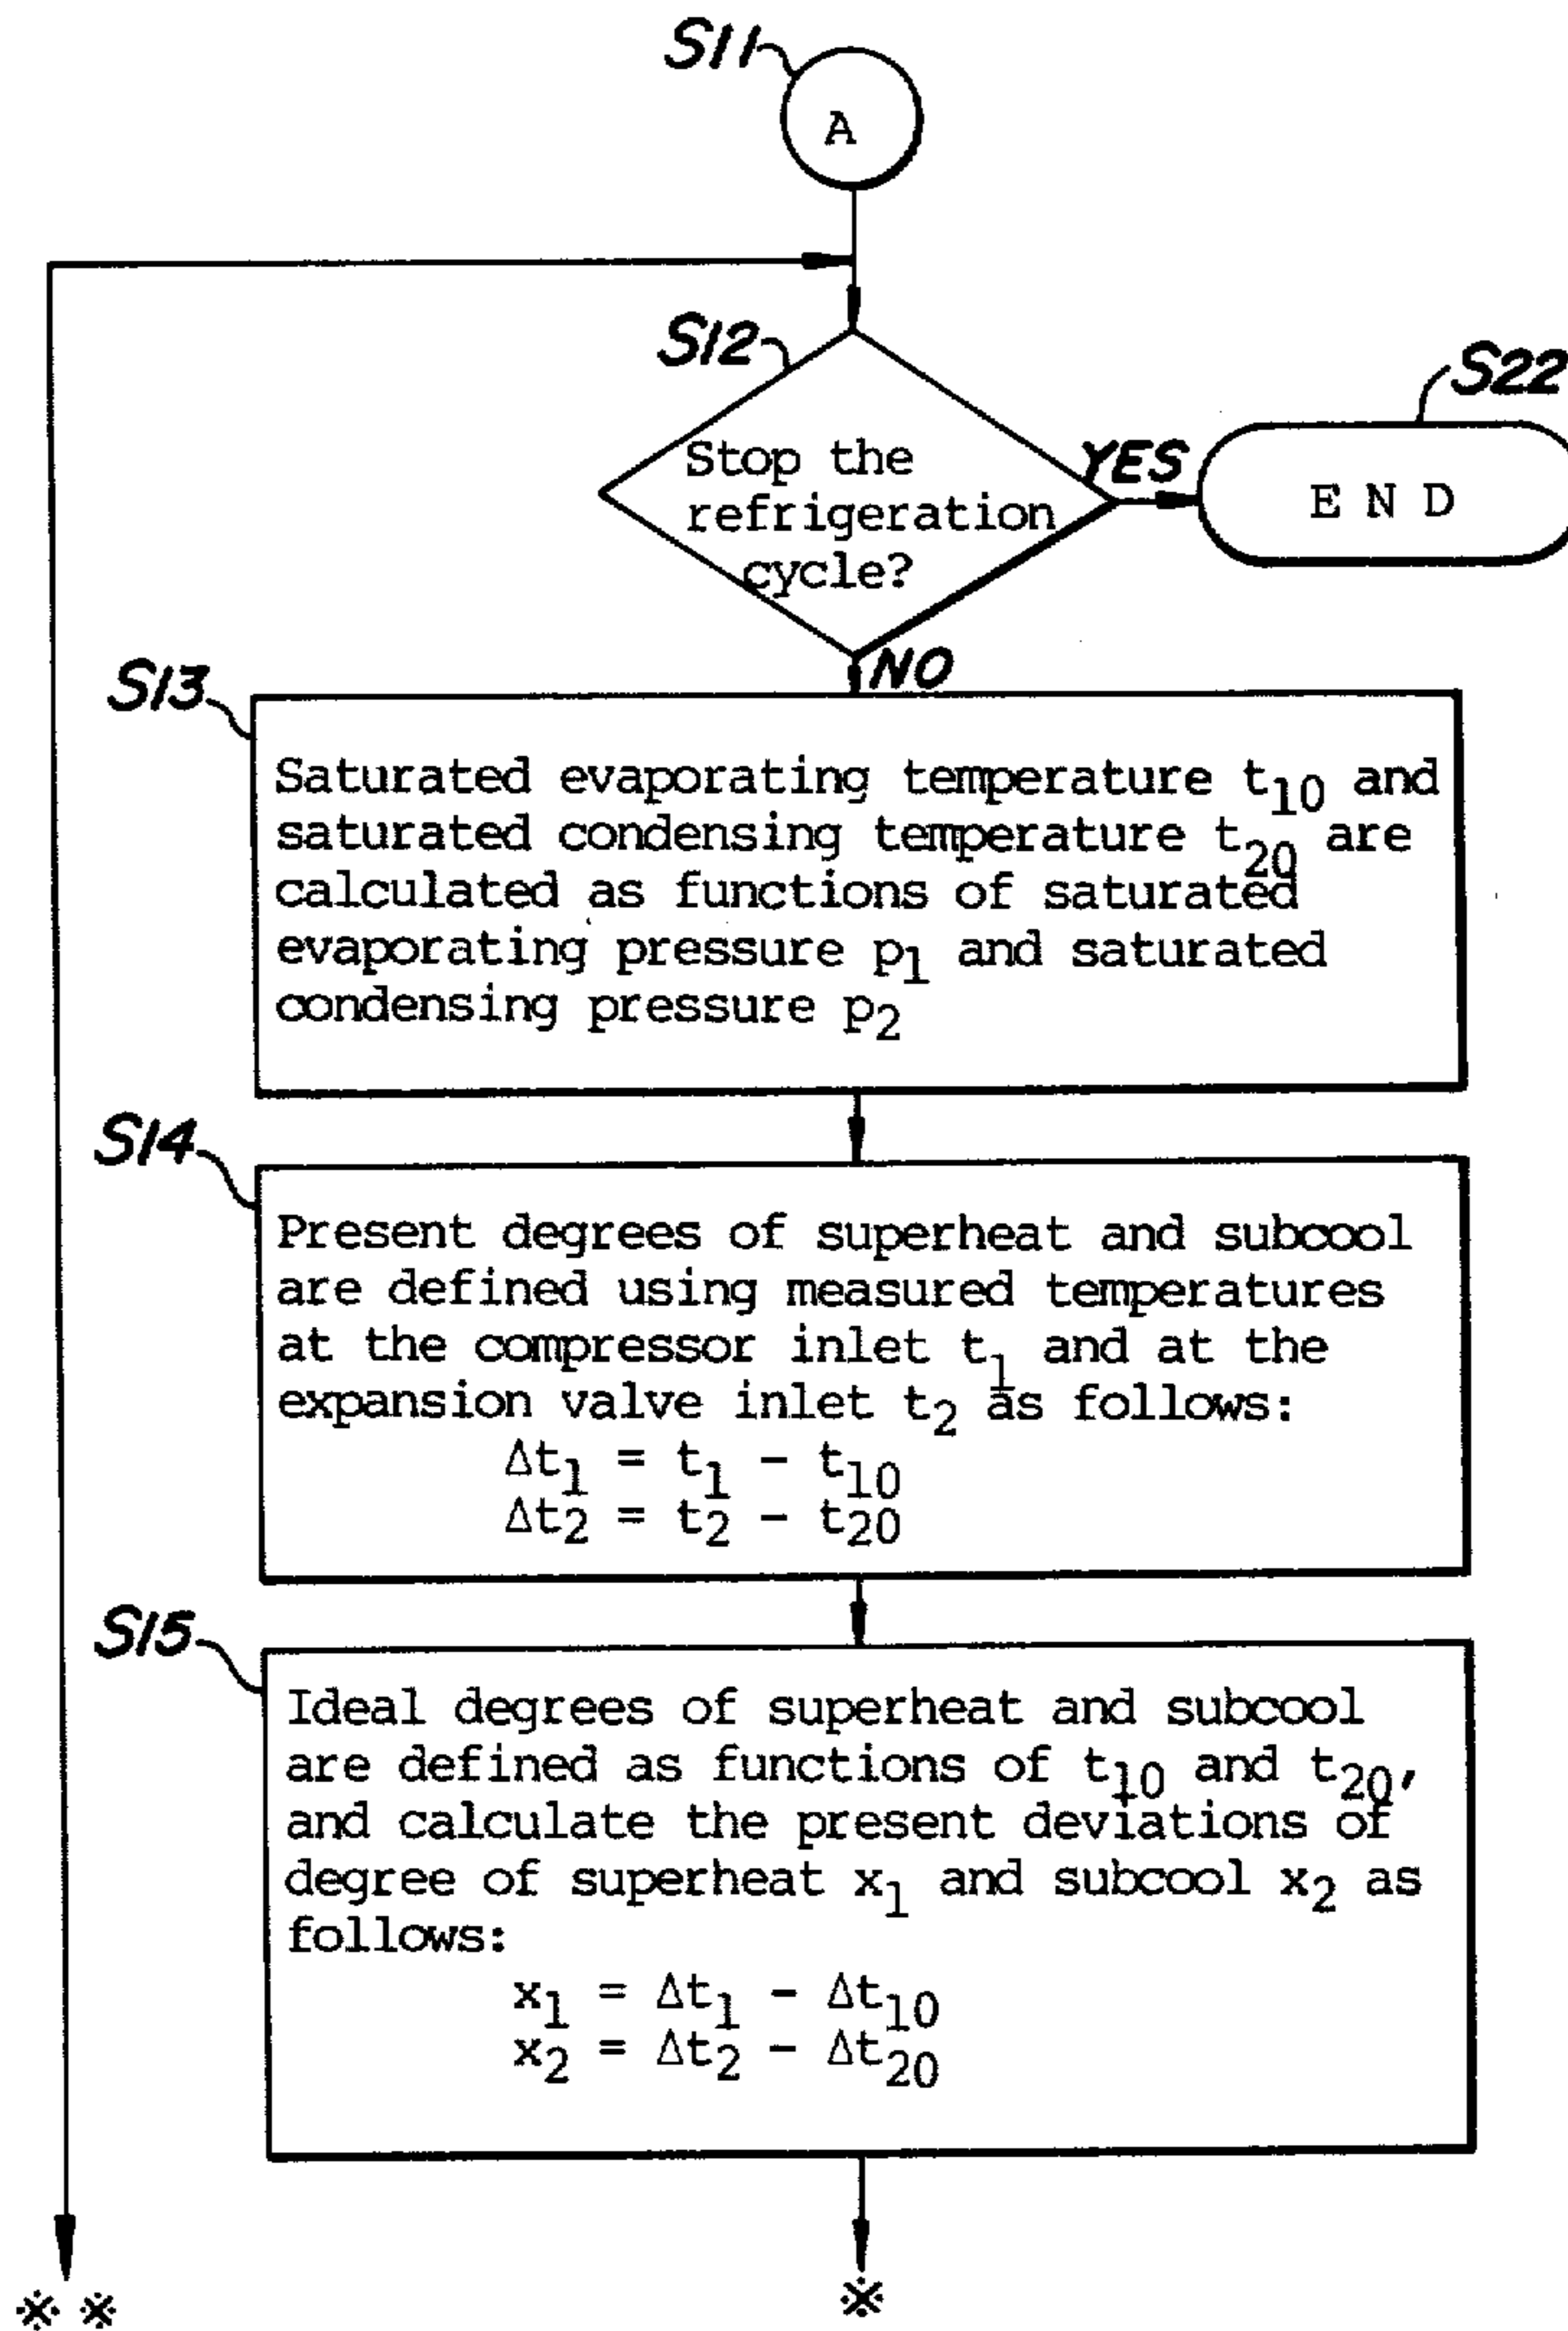 S11
A
S12
Stop the
refrigeration
cycle?
YES
S22
E N D
NO
S13
Saturated evaporating temperature t₁₀ and
saturated condensing temperature t₂₀ are
calculated as functions of saturated
evaporating pressure p₁ and saturated
condensing pressure p₂
S14
Present degrees of superheat and subcool
are defined using measured temperatures
at the compressor inlet t₁ and at the
expansion valve inlet t₂ as follows:
Δt₁ = t₁ - t₁₀
Δt₂ = t₂ - t₂₀
S15
Ideal degrees of superheat and subcool
are defined as functions of t₁₀ and t₂₀,
and calculate the present deviations of
degree of superheat x₁ and subcool x₂ as
follows:
x₁ = Δt₁ - Δt₁₀
x₂ = Δt₂ - Δt₂₀
※ ※
※